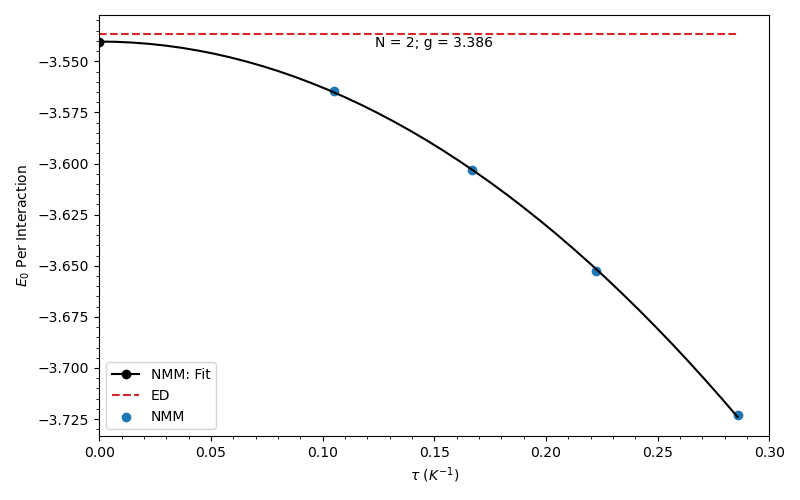 N = 2; g = 3.386
−3.550
−3.575
−3.600
−3.625
−3.650
−3.675
−3.700
−3.725
E₀ Per Interaction
NMM: Fit
ED
NMM
0.00 0.05 0.10 0.15 0.20 0.25 0.30
τ (K⁻¹)